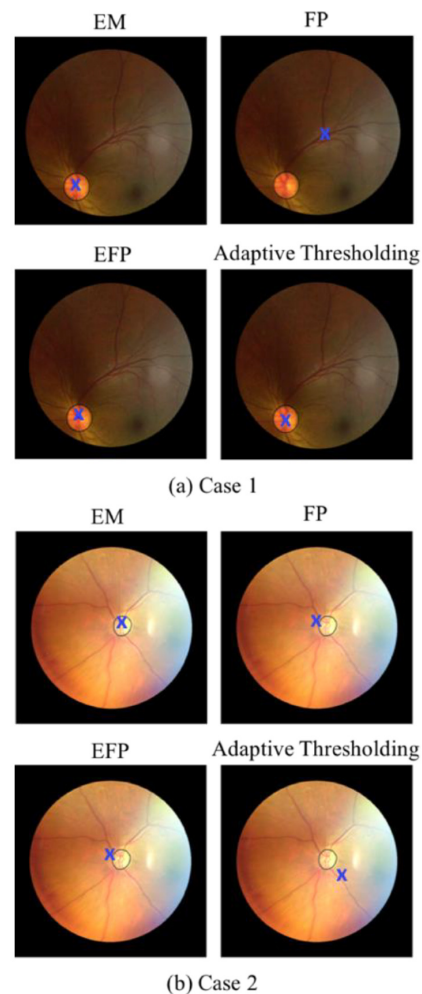 EM FP
X X
EFP Adaptive Thresholding
X X
(a) Case 1
EM FP
X X
EFP Adaptive Thresholding
X X
(b) Case 2